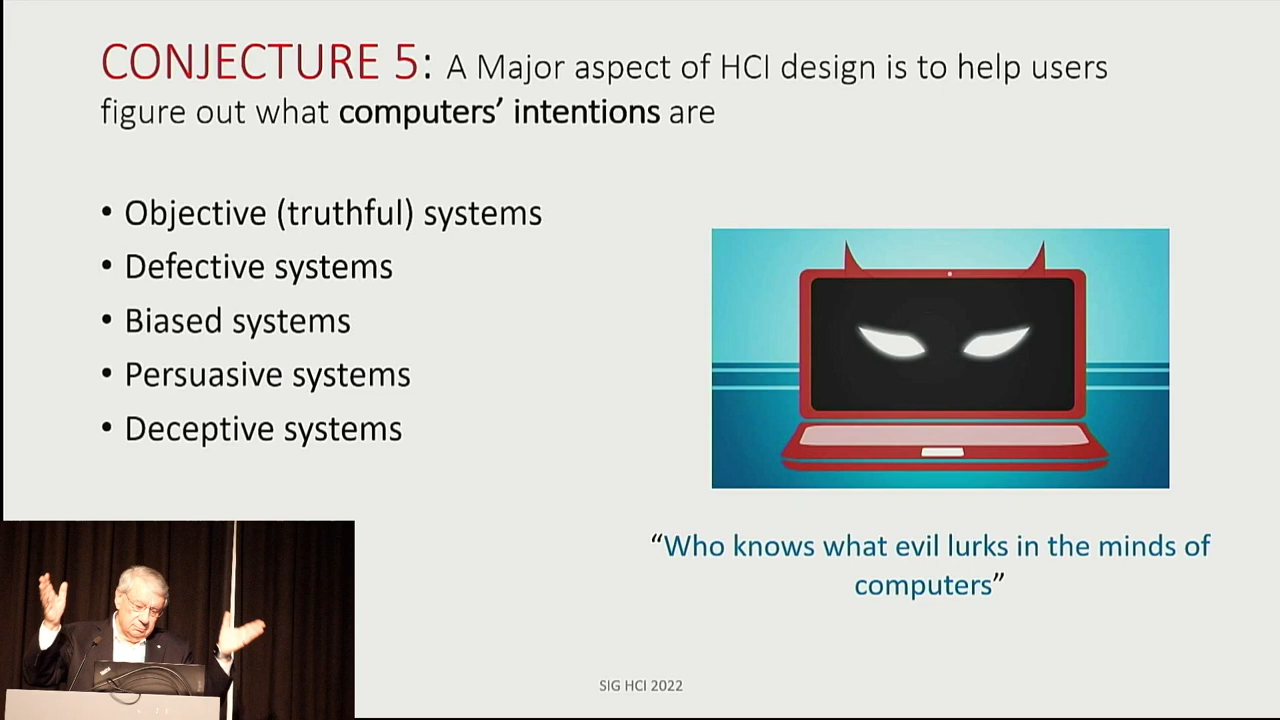 CONJECTURE 5: A Major aspect of HCI design is to help users
figure out what computers’ intentions are
• Objective (truthful) systems
• Defective systems
• Biased systems
• Persuasive systems
• Deceptive systems
“Who knows what evil lurks in the minds of
computers”
SIG HCI 2022